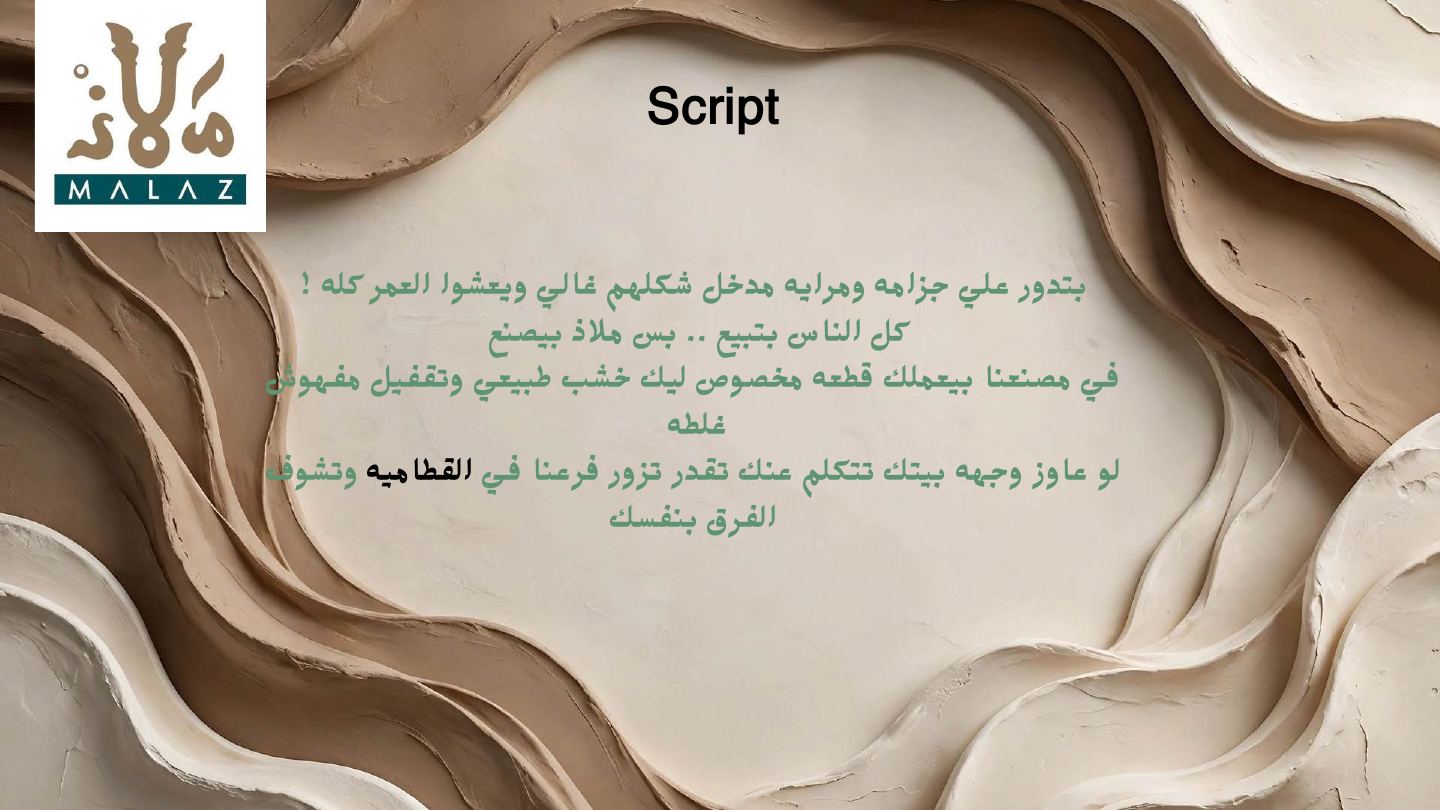 ملاذ
MALAZ
Script
بتدور علي جزامه ومرايه مدخل شكلهم غالي ويعشوا العمر كله !
كل الناس بتبيع .. بس ملاذ بيصنع
في مصنعنا بيعملك قطعه مخصوص ليك خشب طبيعي وتقفيل مفهوش
غلطه
لو عاوز وجهه بيتك تتكلم عنك تقدر تزور فرعنا في القطاميه وتشوف
الفرق بنفسك